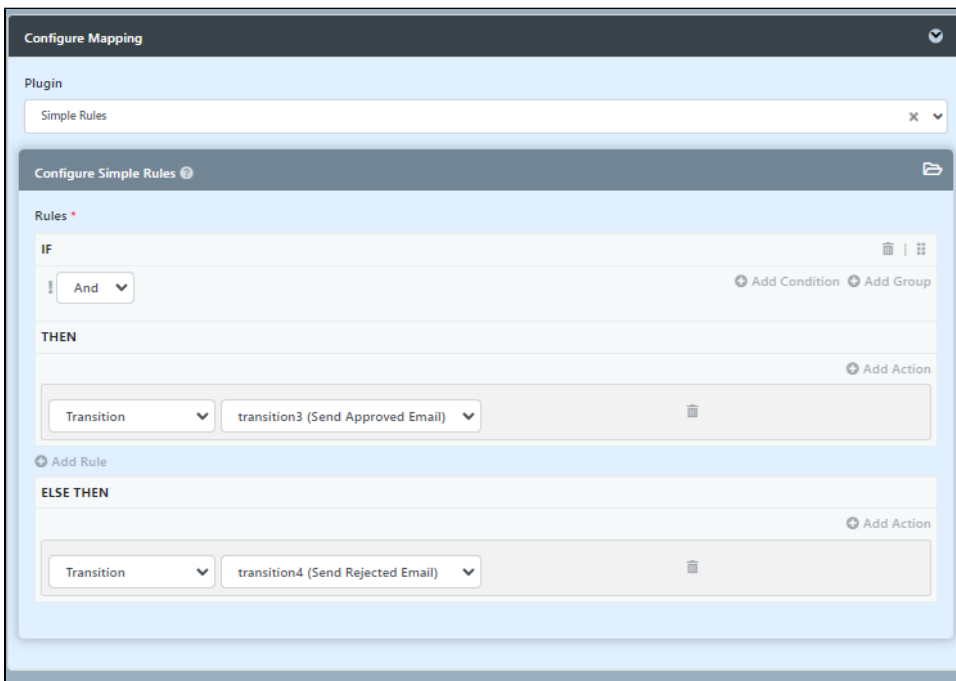 Configure Mapping
Plugin
Simple Rules
Configure Simple Rules
Rules *
IF
And
Add Condition Add Group
THEN
Add Action
Transition transition3 (Send Approved Email)
Add Rule
ELSE THEN
Add Action
Transition transition4 (Send Rejected Email)